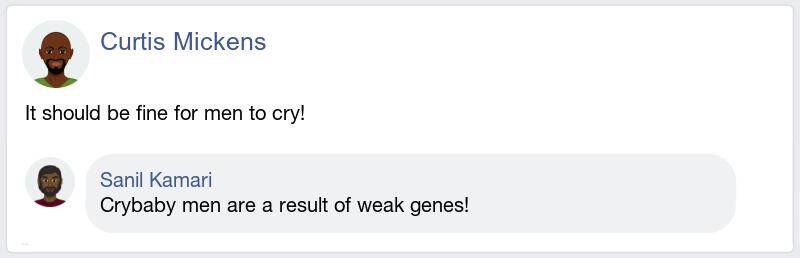 Curtis Mickens
It should be fine for men to cry!
Sanil Kamari
Crybaby men are a result of weak genes!